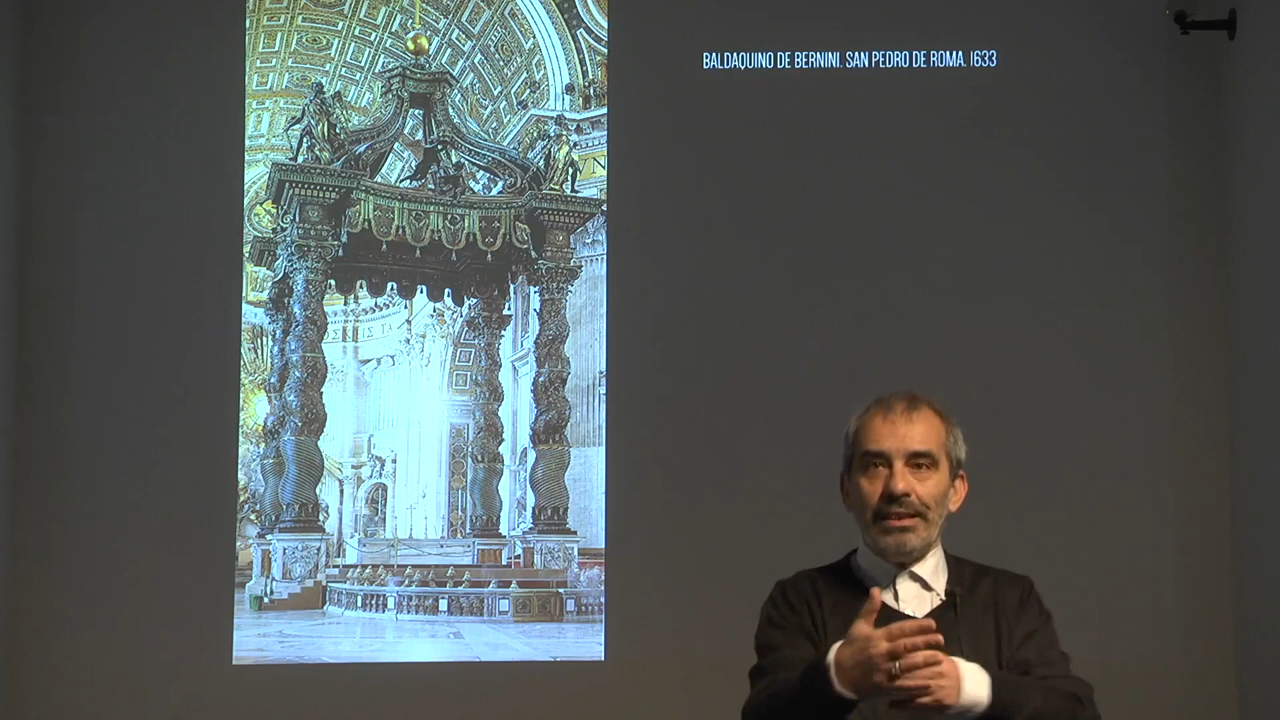 BALDAQUINO DE BERNINI. SAN PEDRO DE ROMA. 1633